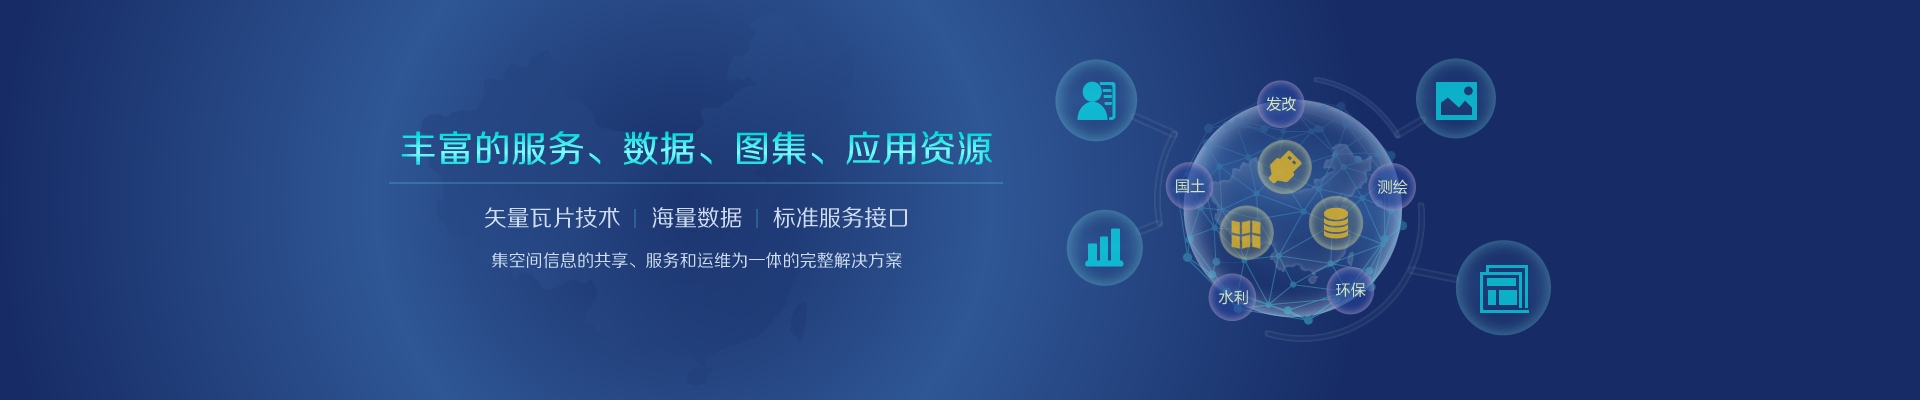 丰富的服务、数据、图集、应用资源
矢量瓦片技术 | 海量数据 | 标准服务接口
集空间信息的共享、服务和运维为一体的完整解决方案
发改
国土
测绘
水利
环保